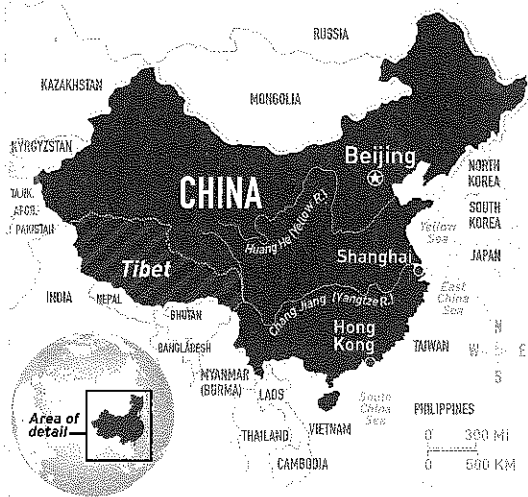 RUSSIA
KAZAKHSTAN
MONGOLIA
KYRGYZSTAN
Beijing
NORTH
KOREA
TAJIK.
AFGH.
PAKISTAN
CHINA
SOUTH
KOREA
Huang He (Yellow R.)
Yellow
Sea
Shanghai
JAPAN
Tibet
INDIA
NEPAL
Chang Jiang (Yangtze R.)
East
China
Sea
BHUTAN
Hong
Kong
BANGLADESH
TAIWAN
N
W
E
S
MYANMAR
(BURMA)
LAOS
South
China
Sea
PHILIPPINES
Area of
detail
VIETNAM
THAILAND
CAMBODIA
0 300 Mi
0 500 KM